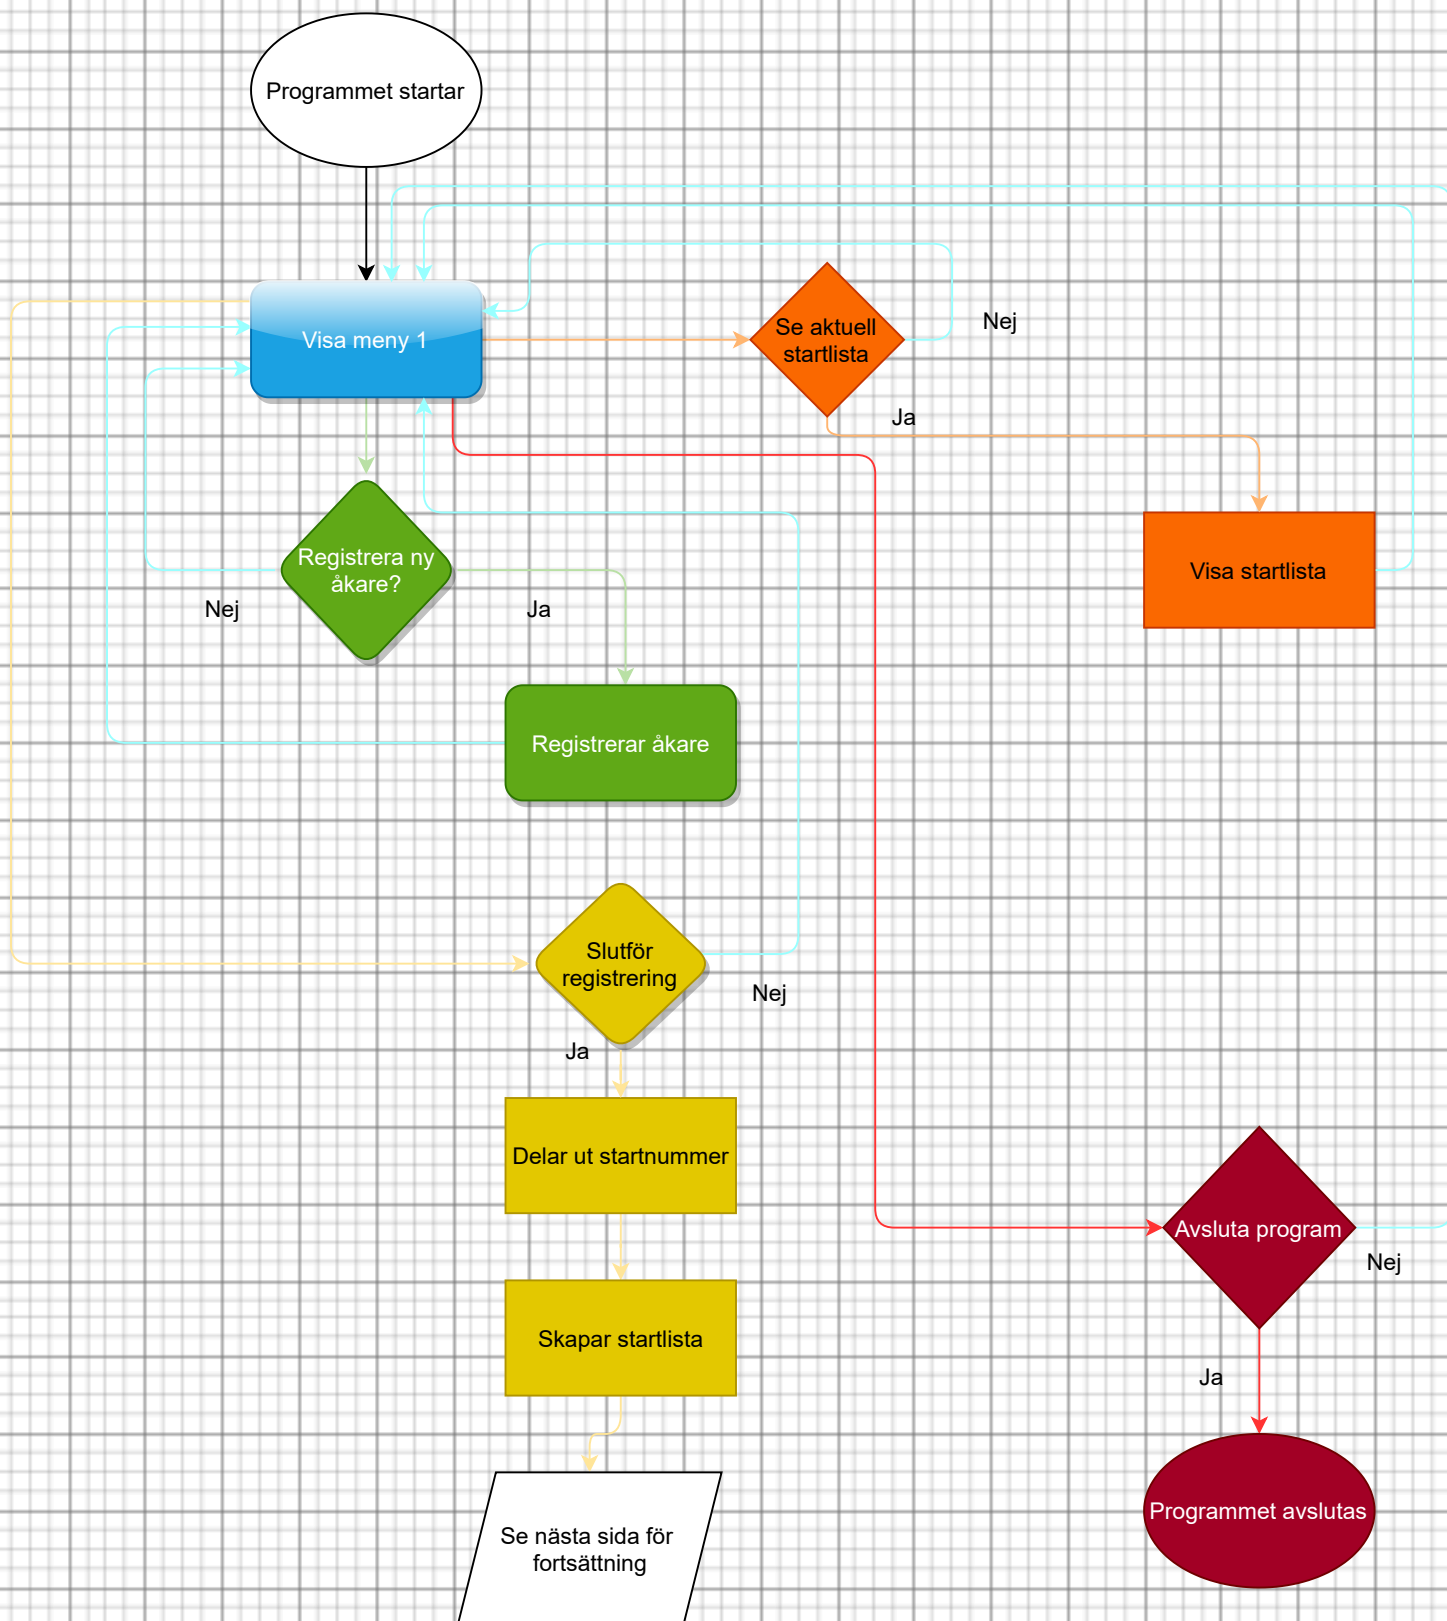 Programmet startar
Visa meny 1
Se aktuell
startlista
Nej
Ja
Registrera ny
åkare?
Nej
Ja
Visa startlista
Registrerar åkare
Slutför
registrering
Nej
Ja
Delar ut startnummer
Avsluta program
Nej
Skapar startlista
Ja
Programmet avslutas
Se nästa sida för
fortsättning